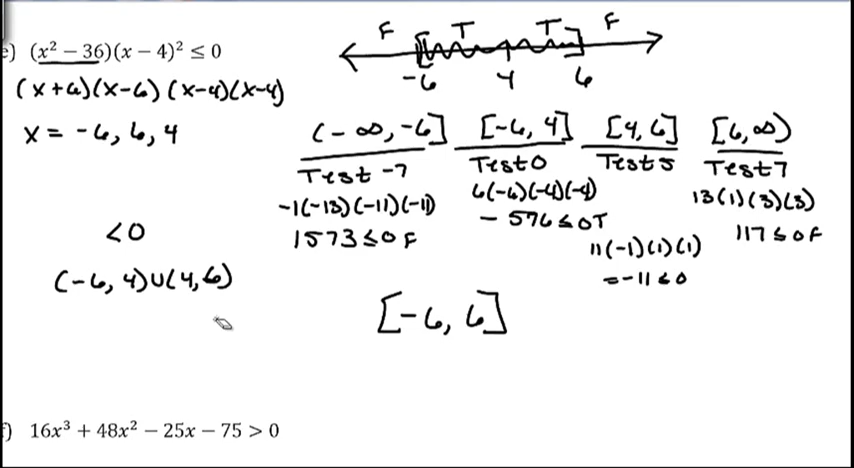 e) (x² − 36)(x − 4)² ≤ 0
(x+6)(x-6)(x-4)(x-4)
x = -6, 6, 4
F T T F
-6 4 6
(-∞, -6] [-6, 4] [4, 6] [6, ∞)
Test -7 Test 0 Test 5 Test 7
-1(-13)(-11)(-11) 6(-6)(-4)(-4) 13(1)(3)(3)
1573 ≤ 0 F -576 ≤ 0 T 117 ≤ 0 F
11(-1)(1)(1)
= -11 ≤ 0
< 0
(-6, 4)∪(4, 6)
[-6, 6]
f) 16x³ + 48x² − 25x − 75 > 0